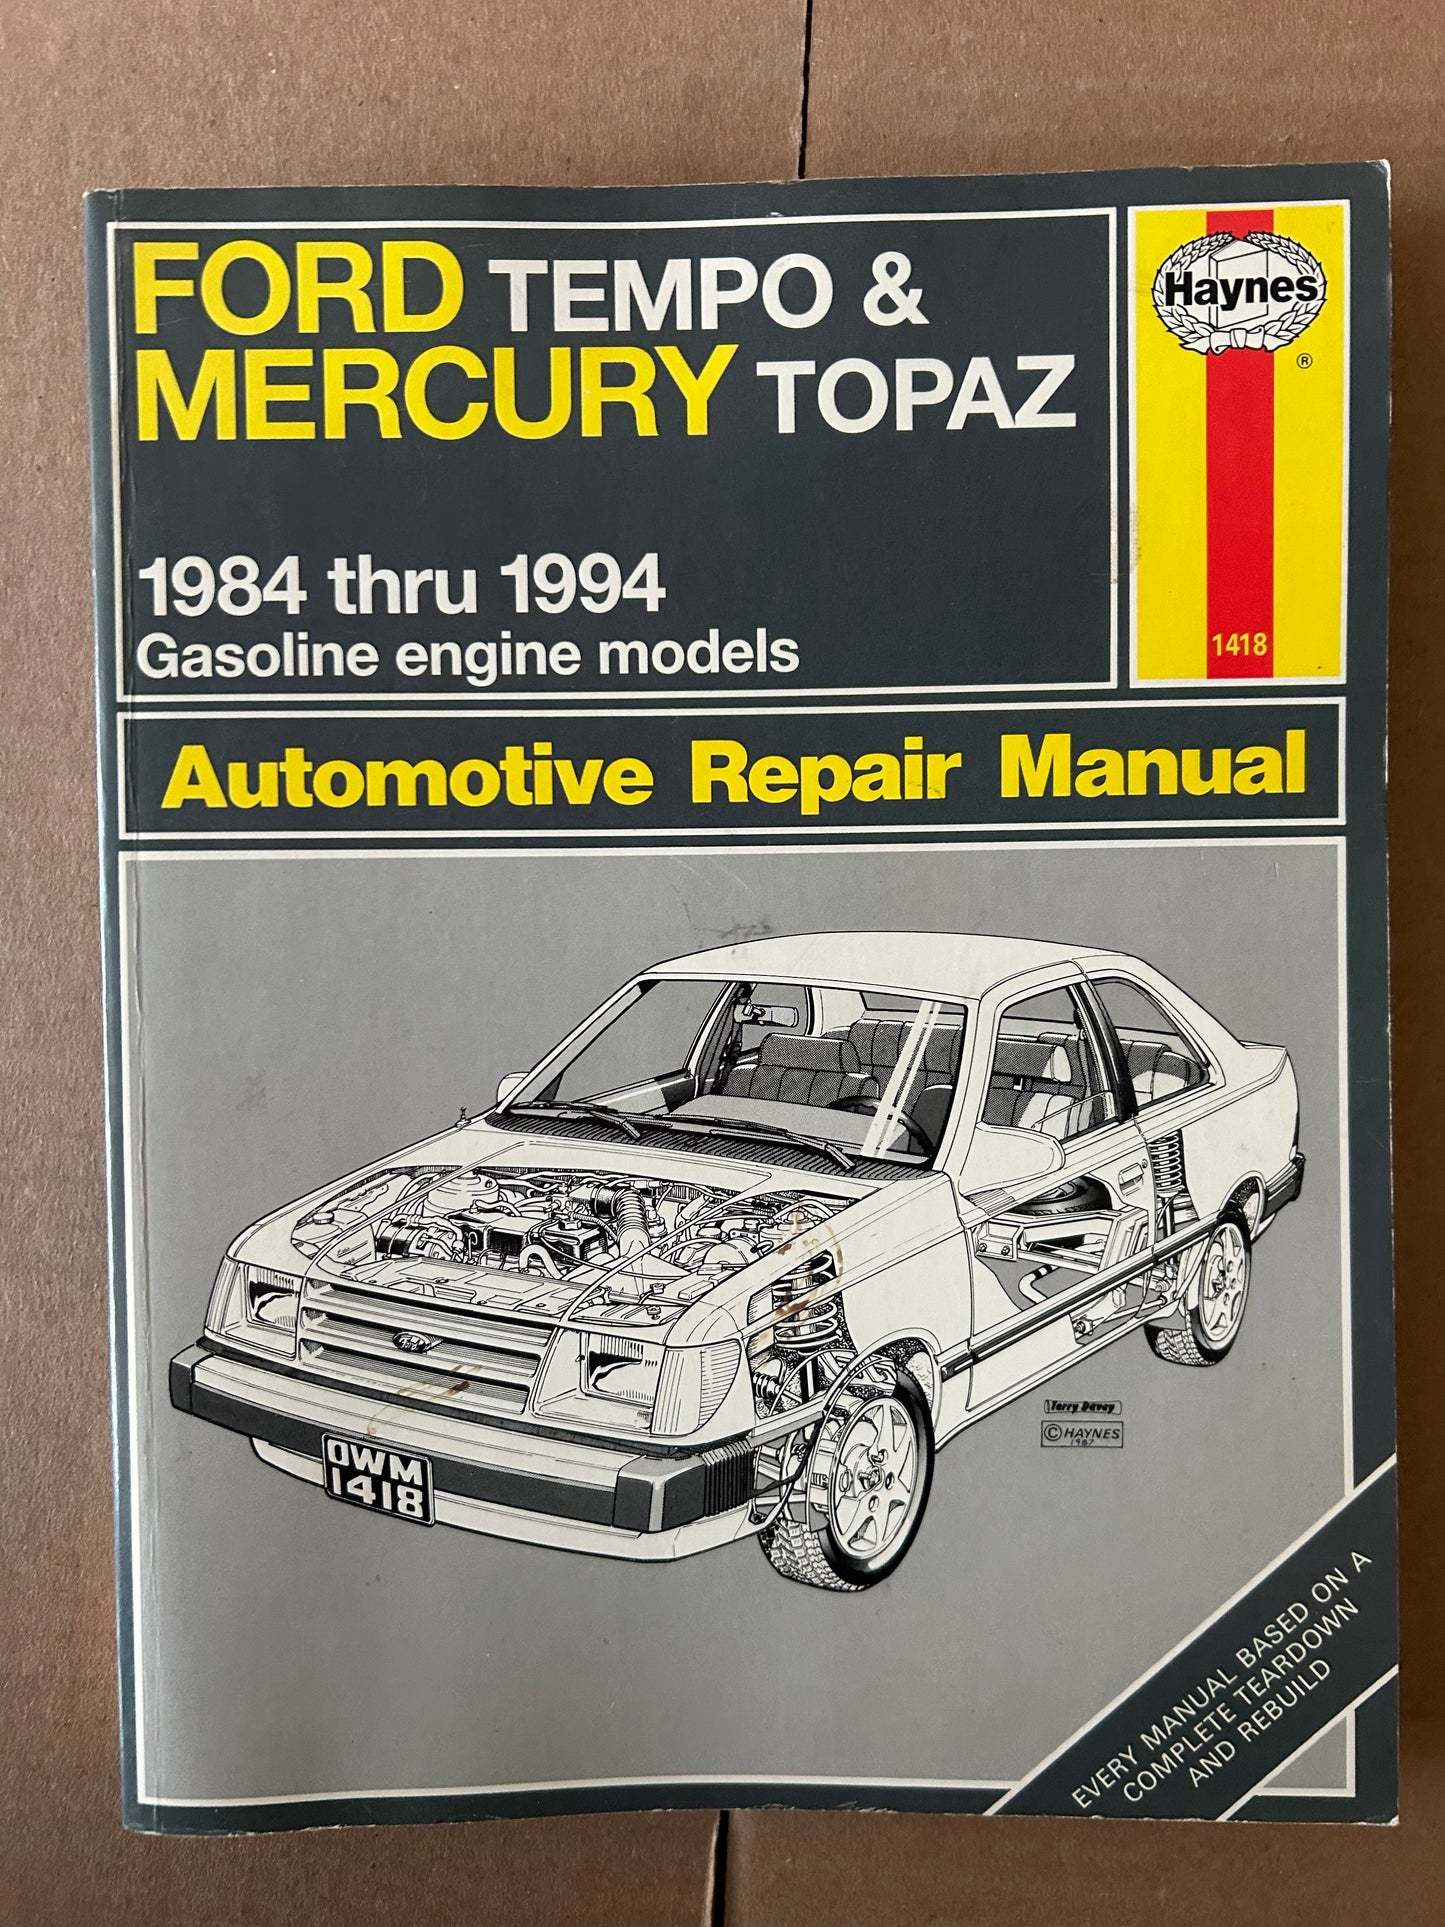 FORD TEMPO &
MERCURY TOPAZ
1984 thru 1994
Gasoline engine models
Haynes
®
1418
Automotive Repair Manual
Ford
OWM
1418
Terry Davey
© HAYNES
1987
EVERY MANUAL BASED ON A
COMPLETE TEARDOWN
AND REBUILD